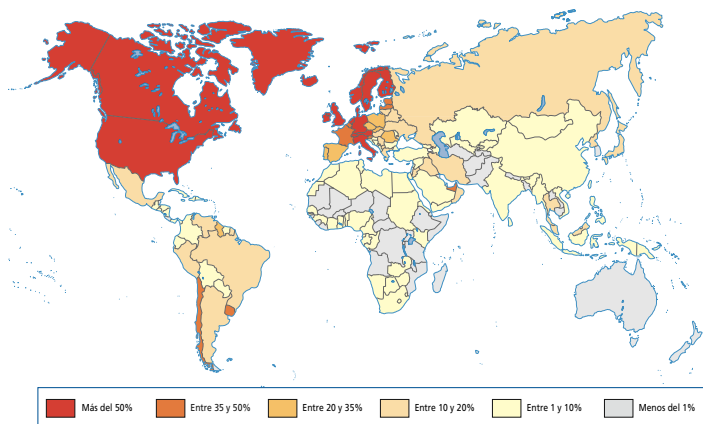 Más del 50%
Entre 35 y 50%
Entre 20 y 35%
Entre 10 y 20%
Entre 1 y 10%
Menos del 1%